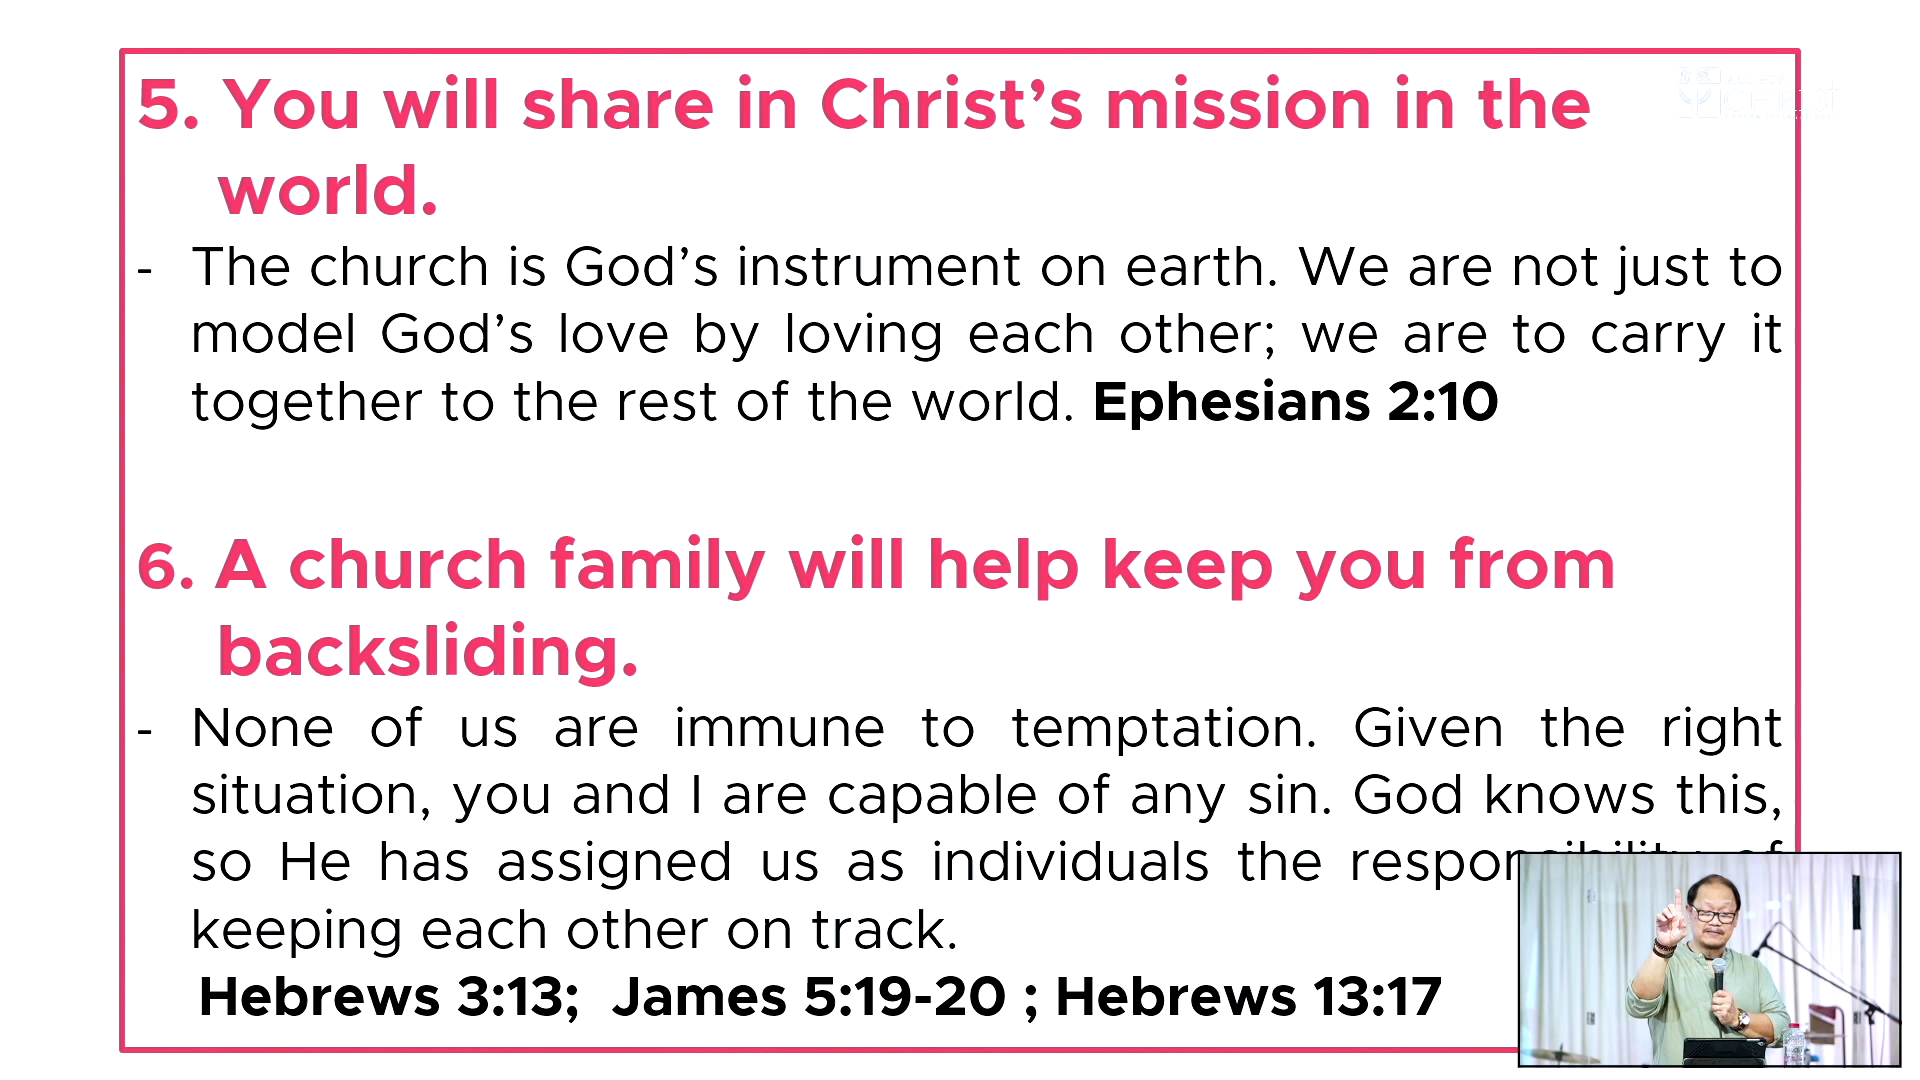 5. You will share in Christ’s mission in the
world.
- The church is God’s instrument on earth. We are not just to
model God’s love by loving each other; we are to carry it
together to the rest of the world. Ephesians 2:10
6. A church family will help keep you from
backsliding.
- None of us are immune to temptation. Given the right
situation, you and I are capable of any sin. God knows this,
so He has assigned us as individuals the responsibility of
keeping each other on track.
Hebrews 3:13; James 5:19-20 ; Hebrews 13:17
CHRIST